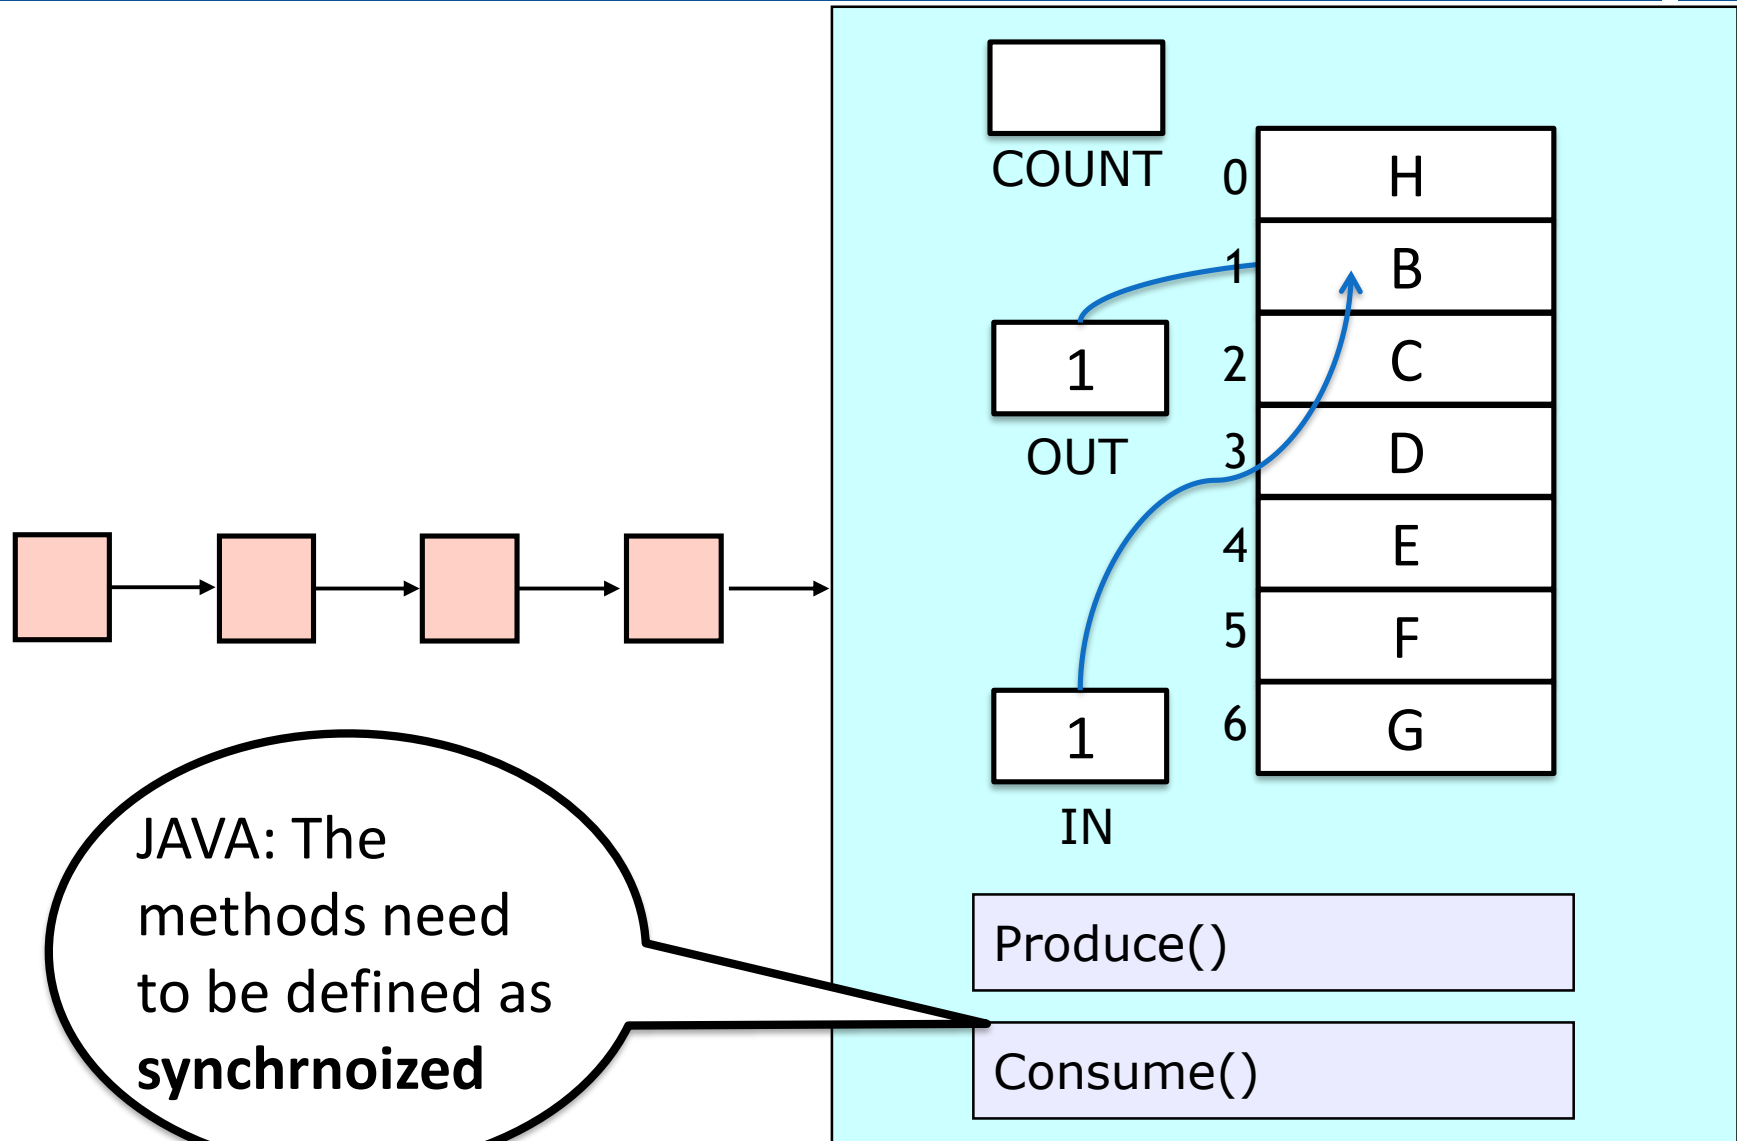 COUNT
0 H
1 B
2 C
3 D
4 E
5 F
6 G
1
OUT
1
IN
JAVA: The
methods need
to be defined as
synchrnoized
Produce()
Consume()